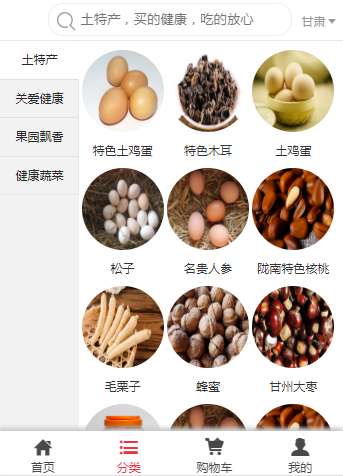 土特产，买的健康，吃的放心
甘肃
土特产
关爱健康
果园飘香
健康蔬菜
特色土鸡蛋
特色木耳
土鸡蛋
松子
名贵人参
陇南特色核桃
毛栗子
蜂蜜
甘州大枣
首页
分类
购物车
我的